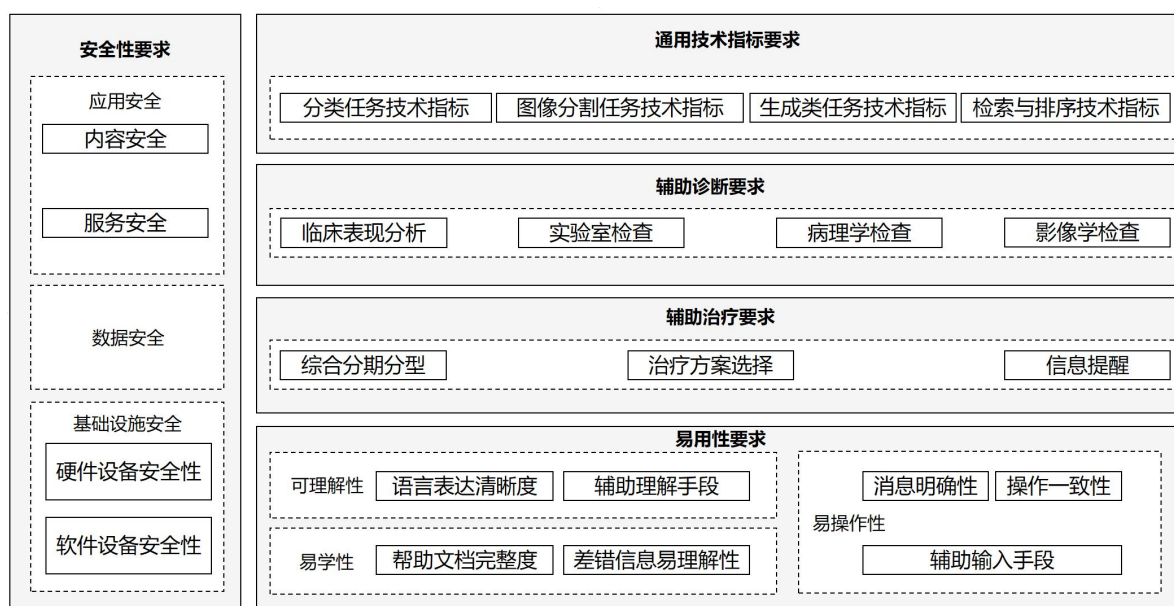 安全性要求
应用安全
内容安全
服务安全
数据安全
基础设施安全
硬件设备安全性
软件设备安全性
通用技术指标要求
分类任务技术指标 图像分割任务技术指标 生成类任务技术指标 检索与排序技术指标
辅助诊断要求
临床表现分析 实验室检查 病理学检查 影像学检查
辅助治疗要求
综合分期分型 治疗方案选择 信息提醒
易用性要求
可理解性 语言表达清晰度 辅助理解手段
易学性 帮助文档完整度 差错信息易理解性
消息明确性 操作一致性
易操作性
辅助输入手段